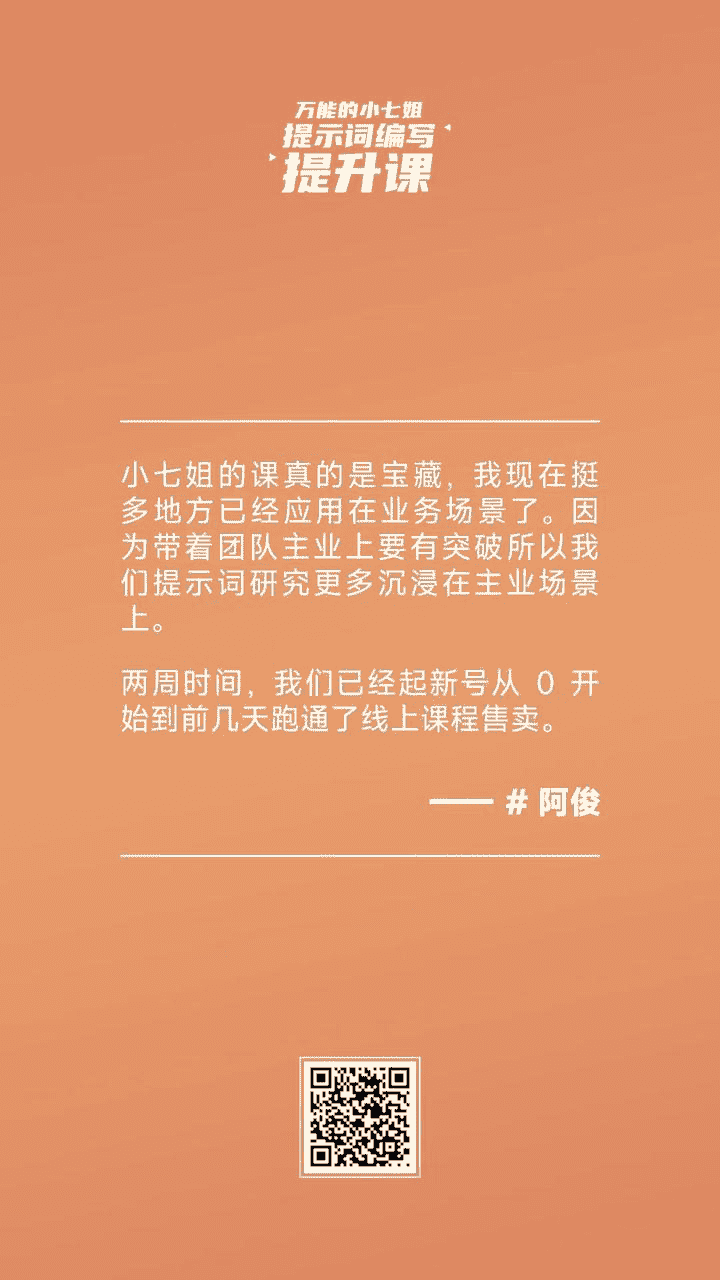 万能的小七姐
提示词编写
提升课
小七姐的课真的是宝藏，我现在挺
多地方已经应用在业务场景了。因
为带着团队主业上要有突破所以我
们提示词研究更多沉浸在主业场景
上。
两周时间，我们已经起新号从 0 开
始到前几天跑通了线上课程售卖。
—— # 阿俊